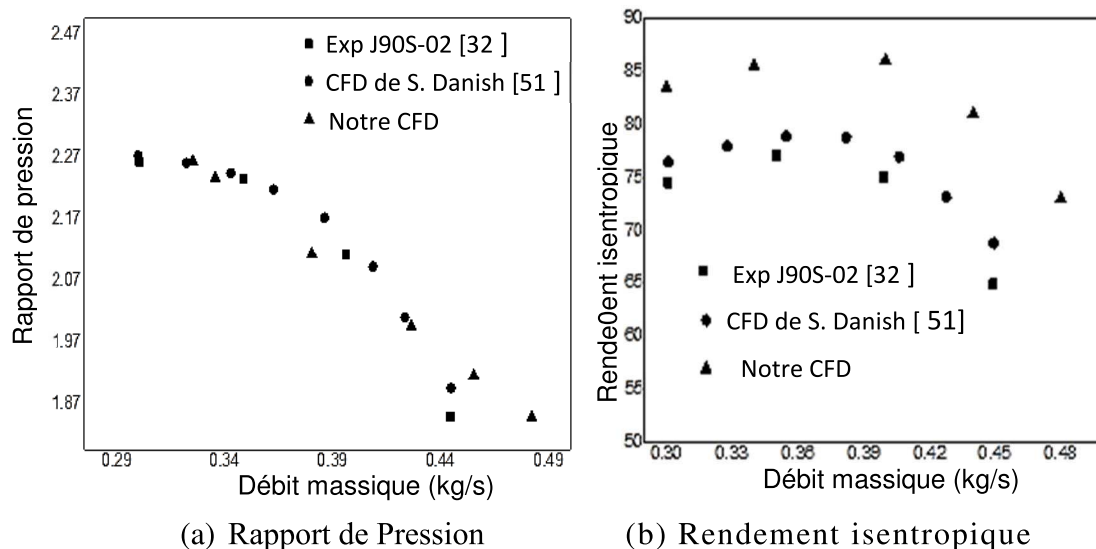 2.47
2.37
2.27
2.17
2.07
1.97
1.87
Rapport de pression
Exp J90S-02 [32 ]
CFD de S. Danish [51 ]
Notre CFD
0.29 0.34 0.39 0.44 0.49
Débit massique (kg/s)
(a) Rapport de Pression
90
85
80
75
70
65
60
55
50
Rende0ent isentropique
Exp J90S-02 [32 ]
CFD de S. Danish [ 51]
Notre CFD
0.30 0.33 0.36 0.39 0.42 0.45 0.48
Débit massique (kg/s)
(b) Rendement isentropique